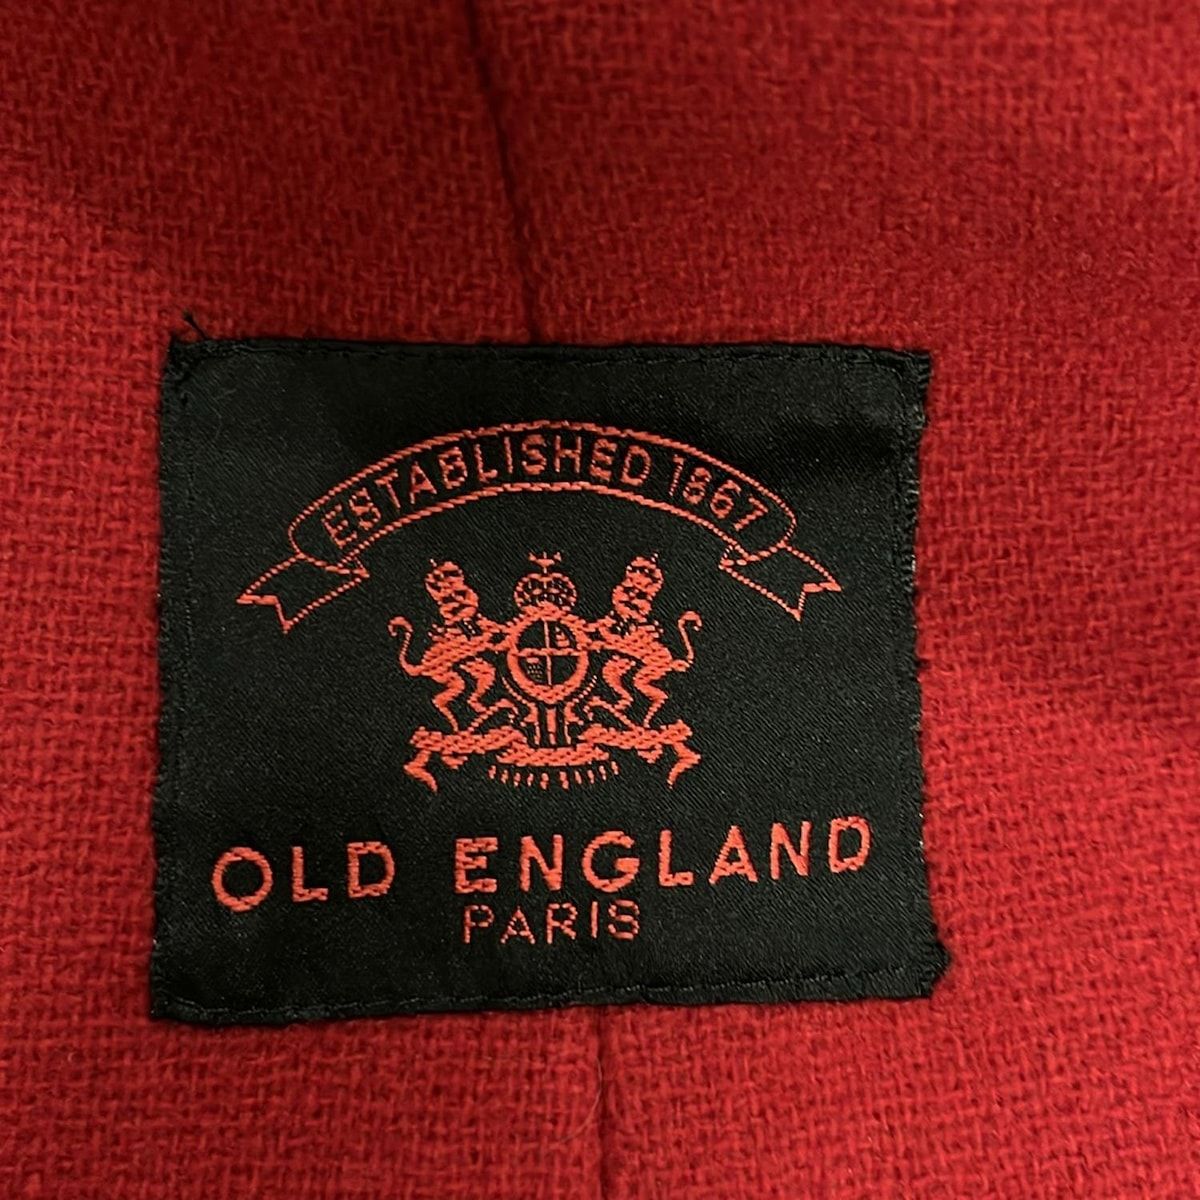 ESTABLISHED 1867
OLD ENGLAND
PARIS